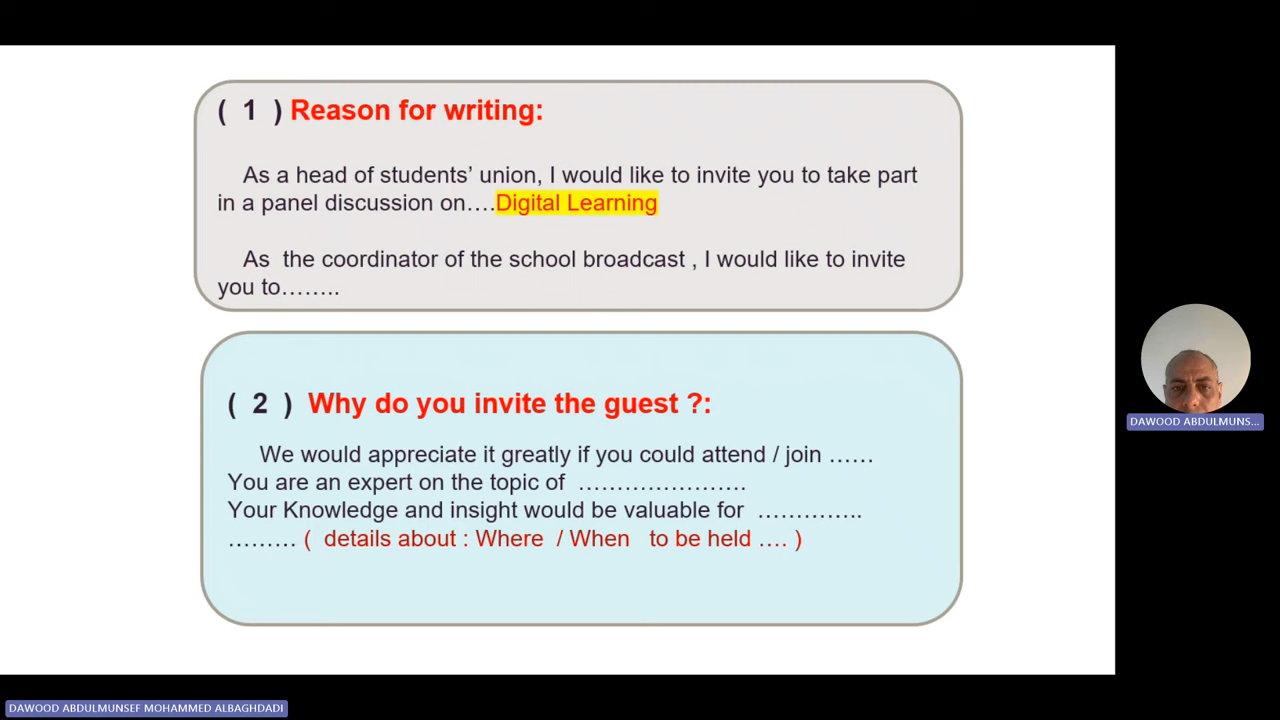 ( 1 ) Reason for writing:
As a head of students’ union, I would like to invite you to take part
in a panel discussion on….Digital Learning
As the coordinator of the school broadcast , I would like to invite
you to……..
( 2 ) Why do you invite the guest ?:
We would appreciate it greatly if you could attend / join ……
You are an expert on the topic of ………………….
Your Knowledge and insight would be valuable for …………..
……… ( details about : Where / When to be held …. )
DAWOOD ABDULMUNS...
DAWOOD ABDULMUNSEF MOHAMMED ALBAGHDADI